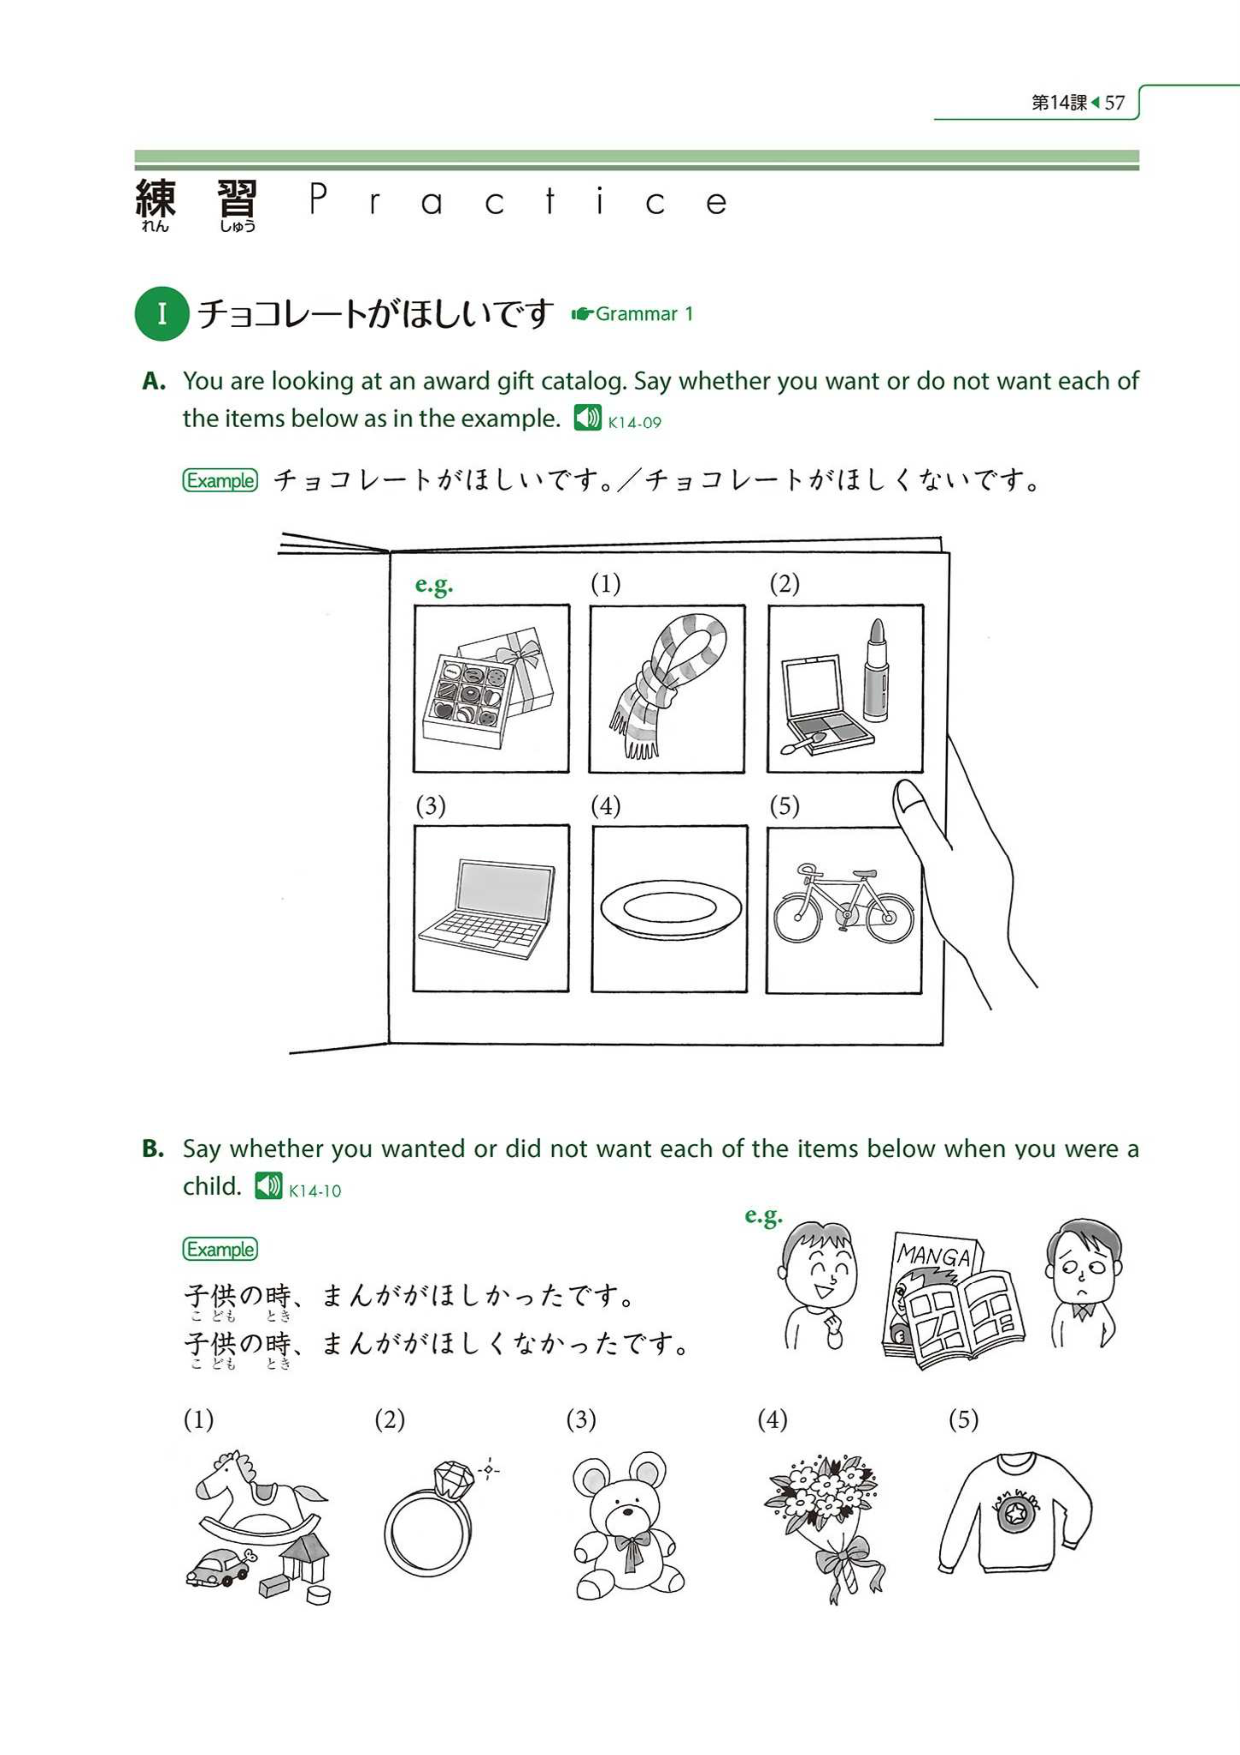 第14課◀57
練習 Practice
れん しゅう
I チョコレートがほしいです ☛Grammar 1
A. You are looking at an award gift catalog. Say whether you want or do not want each of
the items below as in the example. K14-09
Example チョコレートがほしいです。／チョコレートがほしくないです。
e.g. (1) (2)
(3) (4) (5)
B. Say whether you wanted or did not want each of the items below when you were a
child. K14-10
e.g.
Example
MANGA
子供の時、まんががほしかったです。
こども とき
子供の時、まんががほしくなかったです。
こども とき
(1) (2) (3) (4) (5)